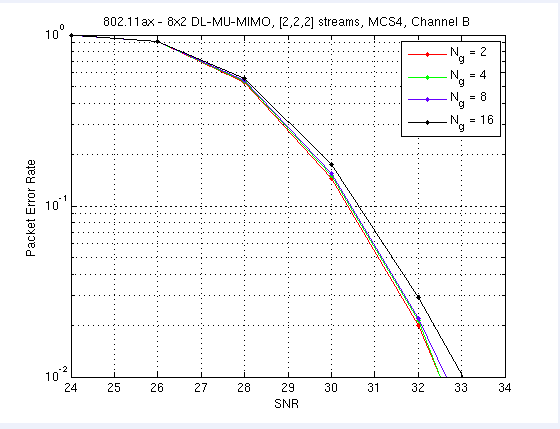 802.11ax - 8x2 DL-MU-MIMO, [2,2,2] streams, MCS4, Channel B
10^0
10^-1
10^-2
Packet Error Rate
N_g = 2
N_g = 4
N_g = 8
N_g = 16
24 25 26 27 28 29 30 31 32 33 34
SNR